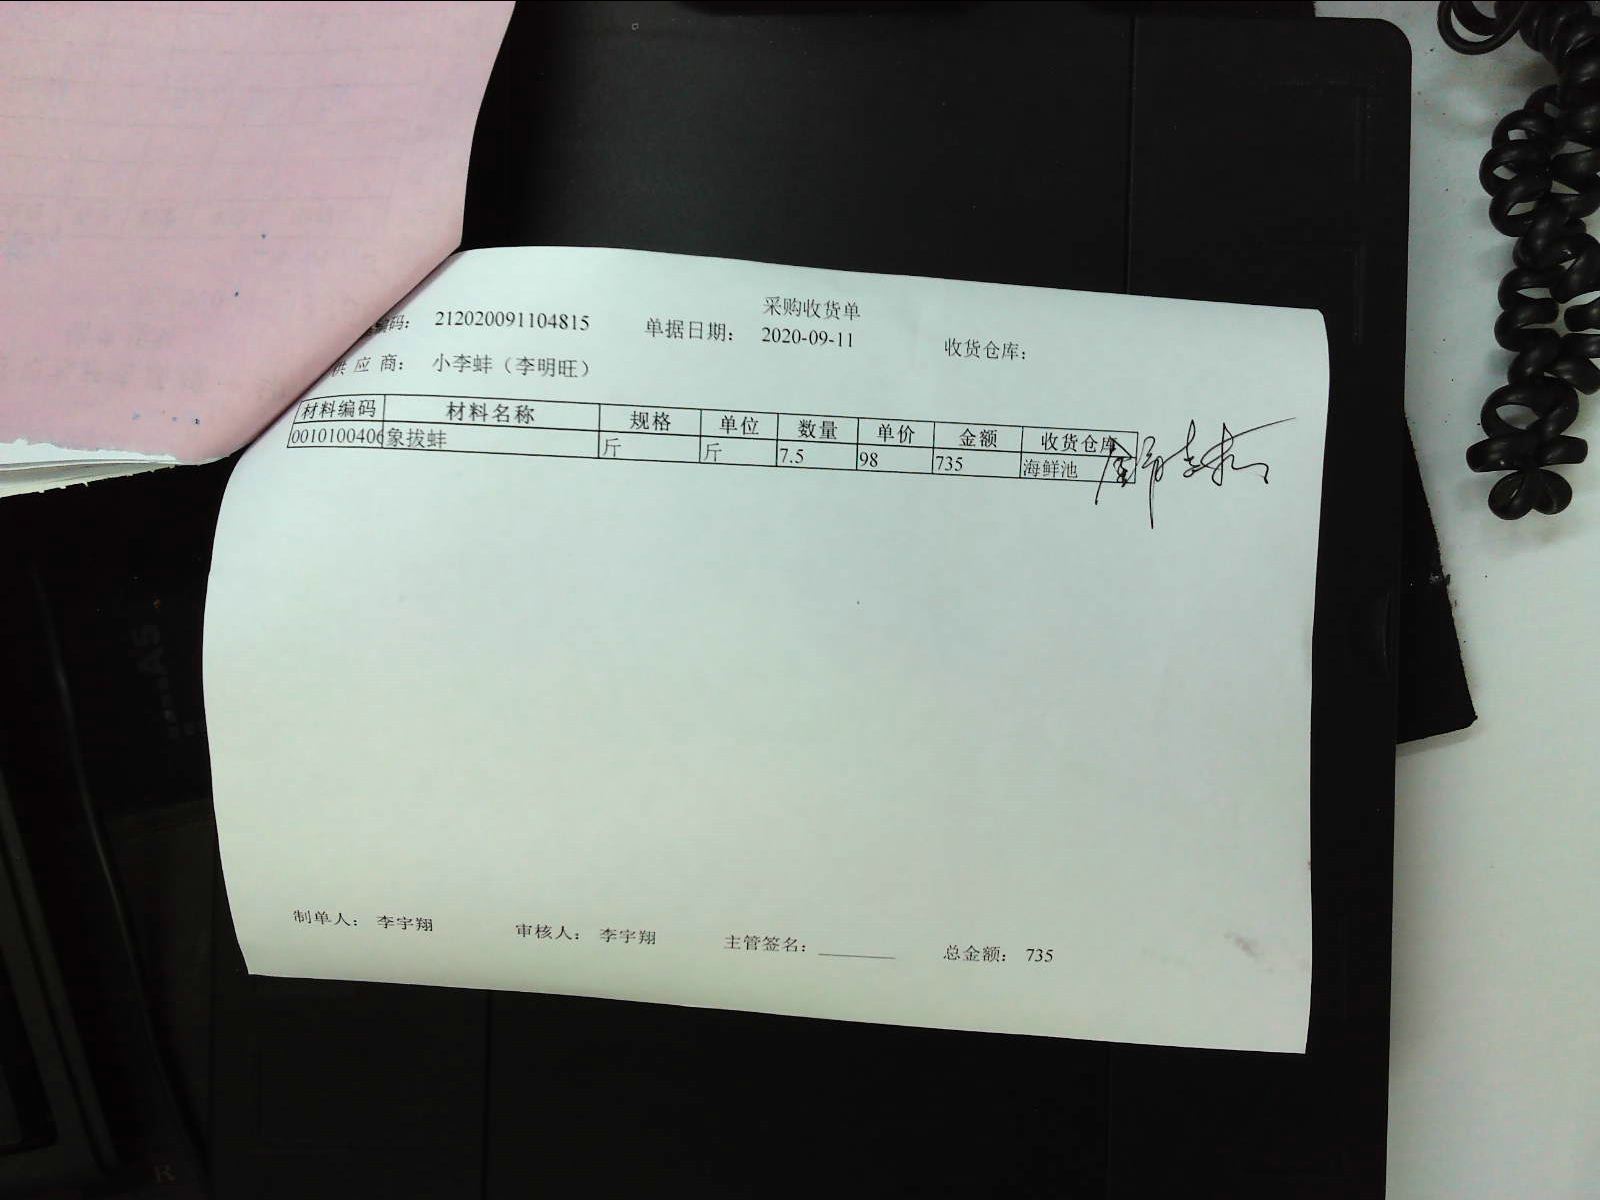 采购收货单
编码： 212020091104815 单据日期： 2020-09-11 收货仓库：
供 应 商： 小李蚌（李明旺）
材料编码 材料名称 规格 单位 数量 单价 金额 收货仓库
0010100406 象拔蚌 斤 斤 7.5 98 735 海鲜池
制单人： 李宇翔 审核人： 李宇翔 主管签名： 总金额： 735